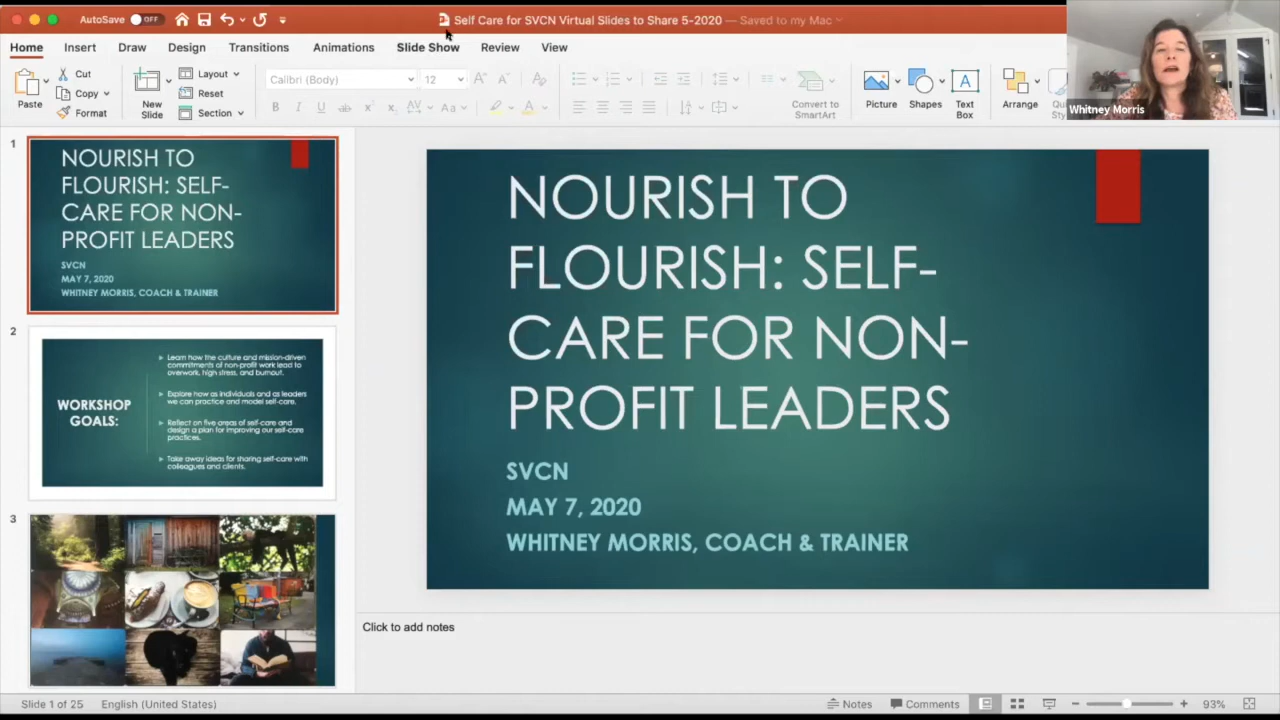 AutoSave OFF
Self Care for SVCN Virtual Slides to Share 5-2020 — Saved to my Mac
Home Insert Draw Design Transitions Animations Slide Show Review View
Paste
Cut
Copy
Format
New Slide
Layout
Reset
Section
Calibri (Body) 12
Convert to SmartArt
Picture
Shapes
Text Box
Arrange
Whitney Morris
1
NOURISH TO
FLOURISH: SELF-
CARE FOR NON-
PROFIT LEADERS
SVCN
MAY 7, 2020
WHITNEY MORRIS, COACH & TRAINER
2
WORKSHOP
GOALS:
Learn how the culture and mission-driven
commitments of non-profit work lead to
overwork, high stress, and burnout.
Explore how as individuals and as leaders
we can practice and model self-care.
Reflect on five areas of self-care and
design a plan for improving our self-care
practices.
Take away ideas for sharing self-care with
colleagues and clients.
3
NOURISH TO
FLOURISH: SELF-
CARE FOR NON-
PROFIT LEADERS
SVCN
MAY 7, 2020
WHITNEY MORRIS, COACH & TRAINER
Click to add notes
Slide 1 of 25 English (United States) Notes Comments 93%